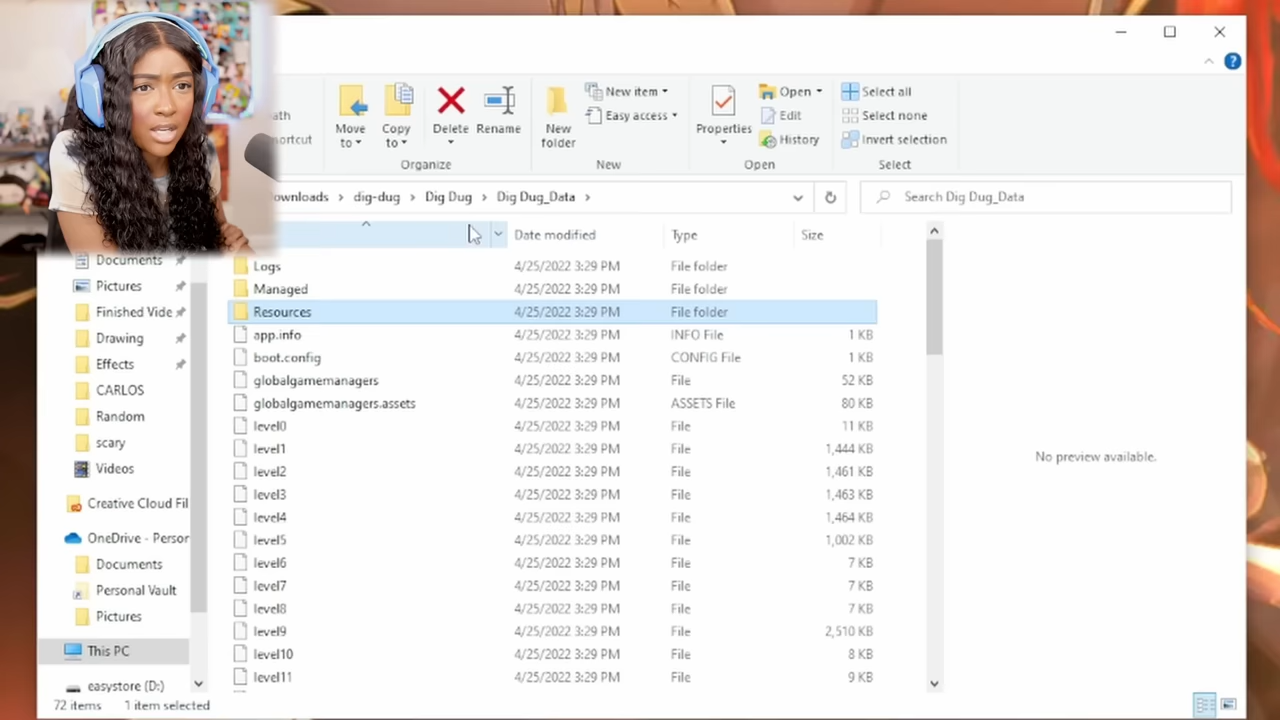 ath
ortcut
Move
to
Copy
to
Delete
Rename
Organize
New
folder
New item
Easy access
New
Properties
Open
Edit
History
Open
Select all
Select none
Invert selection
Select
ownloads > dig-dug > Dig Dug > Dig Dug_Data >
Search Dig Dug_Data
Date modified Type Size
Documents
Pictures
Finished Vide
Drawing
Effects
CARLOS
Random
scary
Videos
Creative Cloud Fil
OneDrive - Person
Documents
Personal Vault
Pictures
This PC
easystore (D:)
Logs 4/25/2022 3:29 PM File folder
Managed 4/25/2022 3:29 PM File folder
Resources 4/25/2022 3:29 PM File folder
app.info 4/25/2022 3:29 PM INFO File 1 KB
boot.config 4/25/2022 3:29 PM CONFIG File 1 KB
globalgamemanagers 4/25/2022 3:29 PM File 52 KB
globalgamemanagers.assets 4/25/2022 3:29 PM ASSETS File 80 KB
level0 4/25/2022 3:29 PM File 11 KB
level1 4/25/2022 3:29 PM File 1,444 KB
level2 4/25/2022 3:29 PM File 1,461 KB
level3 4/25/2022 3:29 PM File 1,463 KB
level4 4/25/2022 3:29 PM File 1,464 KB
level5 4/25/2022 3:29 PM File 1,002 KB
level6 4/25/2022 3:29 PM File 7 KB
level7 4/25/2022 3:29 PM File 7 KB
level8 4/25/2022 3:29 PM File 7 KB
level9 4/25/2022 3:29 PM File 2,510 KB
level10 4/25/2022 3:29 PM File 8 KB
level11 4/25/2022 3:29 PM File 9 KB
No preview available.
72 items 1 item selected